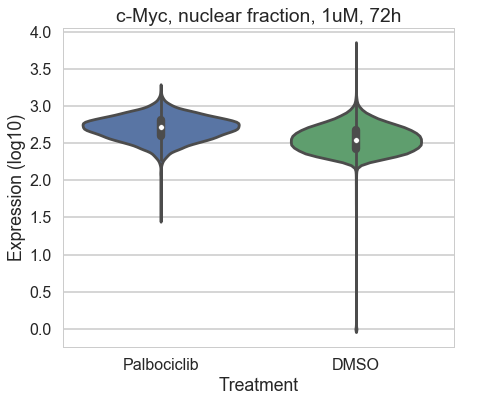 c-Myc, nuclear fraction, 1uM, 72h
Expression (log10)
4.0
3.5
3.0
2.5
2.0
1.5
1.0
0.5
0.0
Palbociclib
DMSO
Treatment